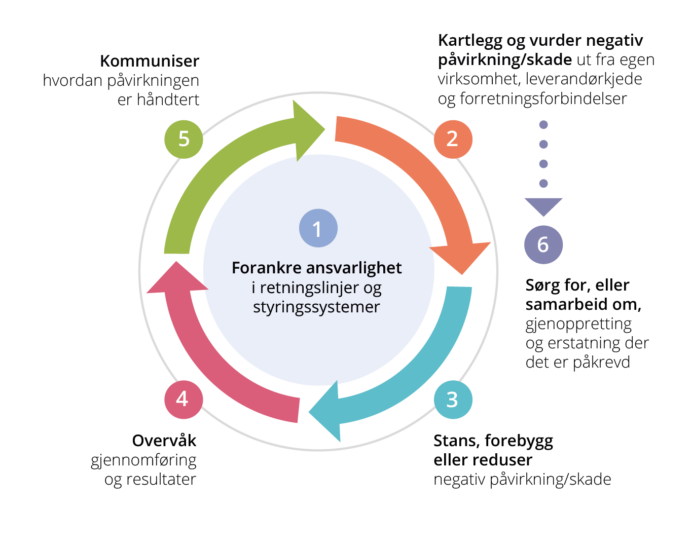 1
Forankre ansvarlighet
i retningslinjer og
styringssystemer
2
Kartlegg og vurder negativ
påvirkning/skade ut fra egen
virksomhet, leverandørkjede
og forretningsforbindelser
3
Stans, forebygg
eller reduser
negativ påvirkning/skade
4
Overvåk
gjennomføring
og resultater
5
Kommuniser
hvordan påvirkningen
er håndtert
6
Sørg for, eller
samarbeid om,
gjenoppretting
og erstatning der
det er påkrevd